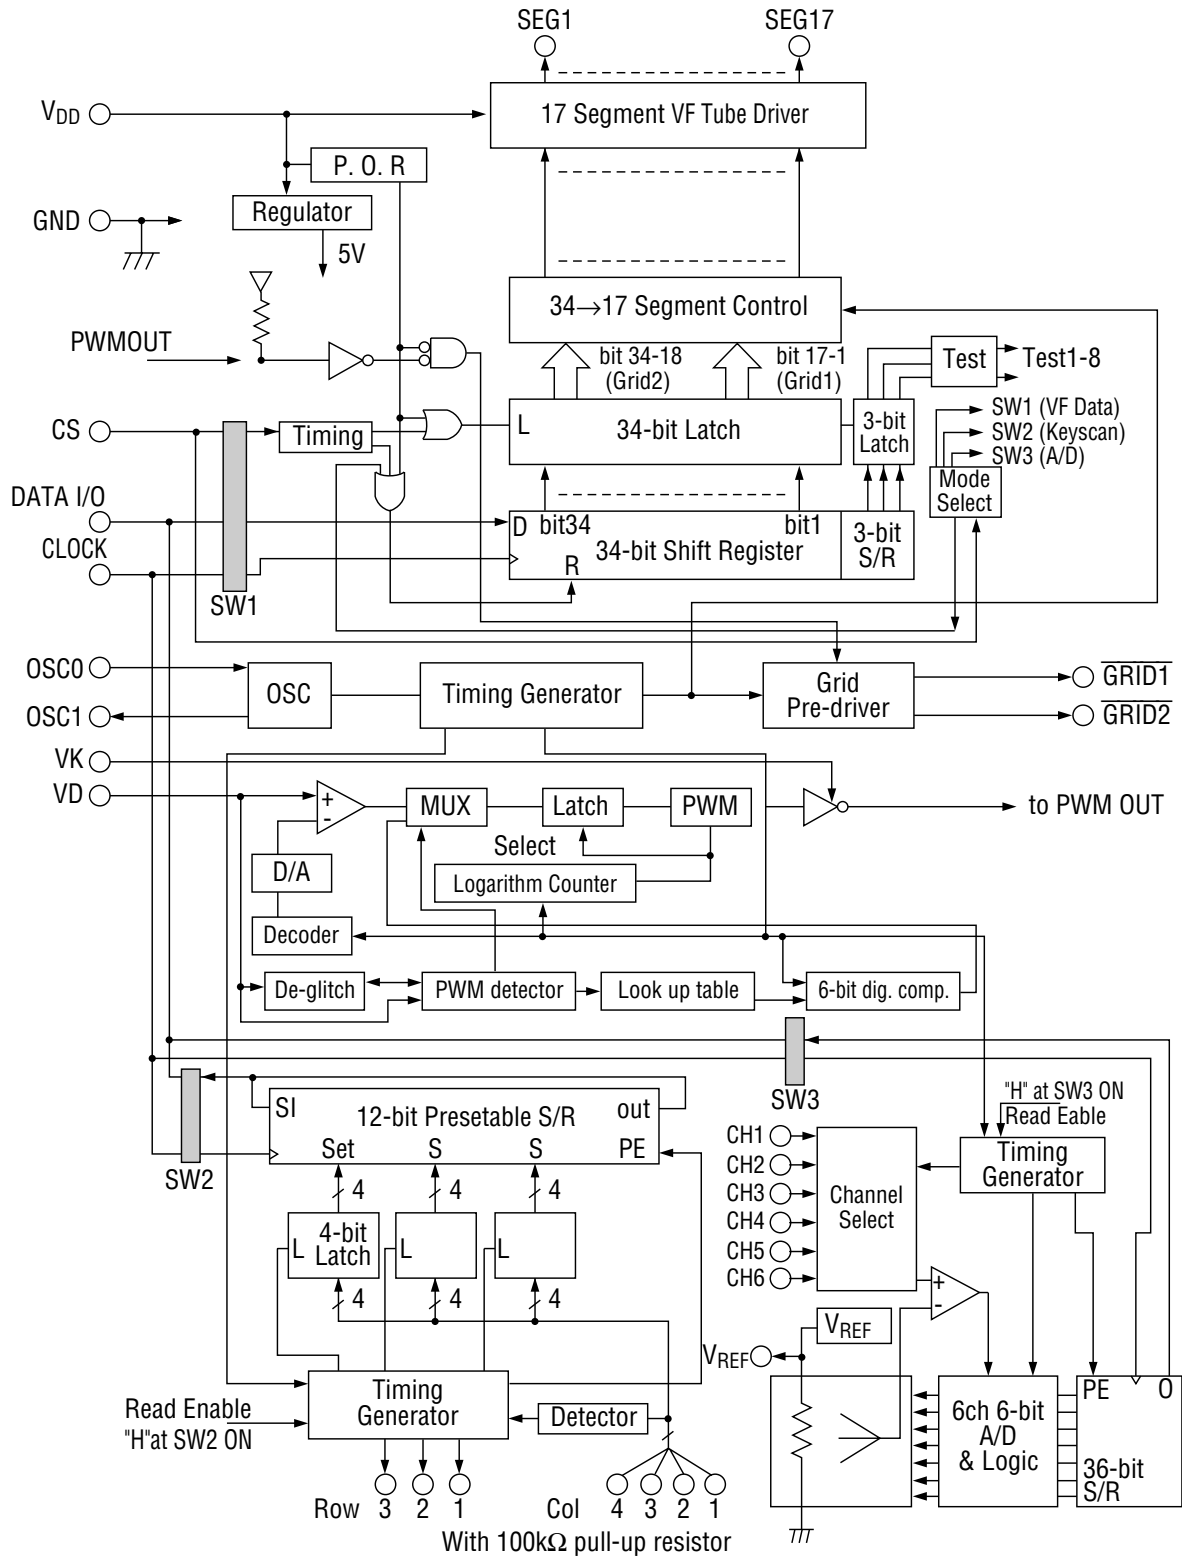 SEG1 SEG17
VDD
17 Segment VF Tube Driver
P. O. R
GND
Regulator
5V
34→17 Segment Control
PWMOUT
bit 34-18
(Grid2)
bit 17-1
(Grid1)
Test
Test1-8
CS
Timing
L 34-bit Latch
3-bit
Latch
SW1 (VF Data)
SW2 (Keyscan)
SW3 (A/D)
Mode
Select
DATA I/O
D bit34 bit1
34-bit Shift Register
R
3-bit
S/R
CLOCK
SW1
OSC0
OSC
Timing Generator
Grid
Pre-driver
GRID1
OSC1
GRID2
VK
VD
+
-
MUX
Latch
PWM
to PWM OUT
Select
D/A
Logarithm Counter
Decoder
De-glitch
PWM detector
Look up table
6-bit dig. comp.
SW3
"H" at SW3 ON
Read Eable
SI 12-bit Presetable S/R out
Set S S PE
SW2
4 4 4
L 4-bit
Latch
L
L
4 4 4
CH1
CH2
CH3
CH4
CH5
CH6
Channel
Select
Timing
Generator
+
-
VREF
VREF
Timing
Generator
Read Enable
"H"at SW2 ON
Detector
6ch 6-bit
A/D
& Logic
PE O
36-bit
S/R
Row 3 2 1
Col 4 3 2 1
With 100kΩ pull-up resistor